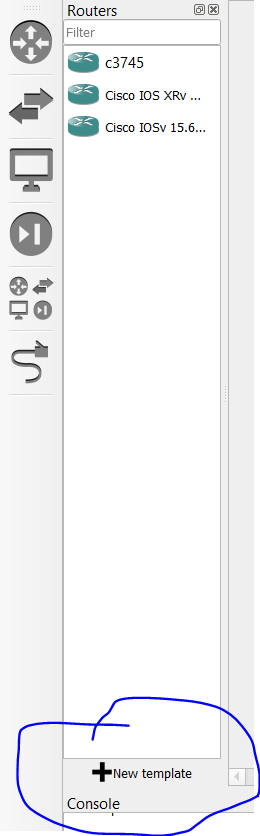 Routers
Filter
c3745
Cisco IOS XRv ...
Cisco IOSv 15.6...
New template
Console